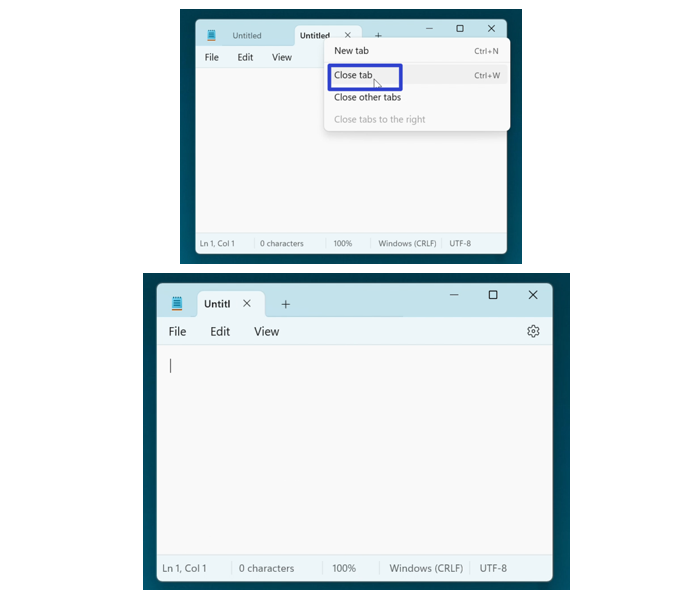 Untitled Untitled
File Edit View
New tab Ctrl+N
Close tab Ctrl+W
Close other tabs
Close tabs to the right
Ln 1, Col 1 0 characters 100% Windows (CRLF) UTF-8
Untitl
File Edit View
Ln 1, Col 1 0 characters 100% Windows (CRLF) UTF-8